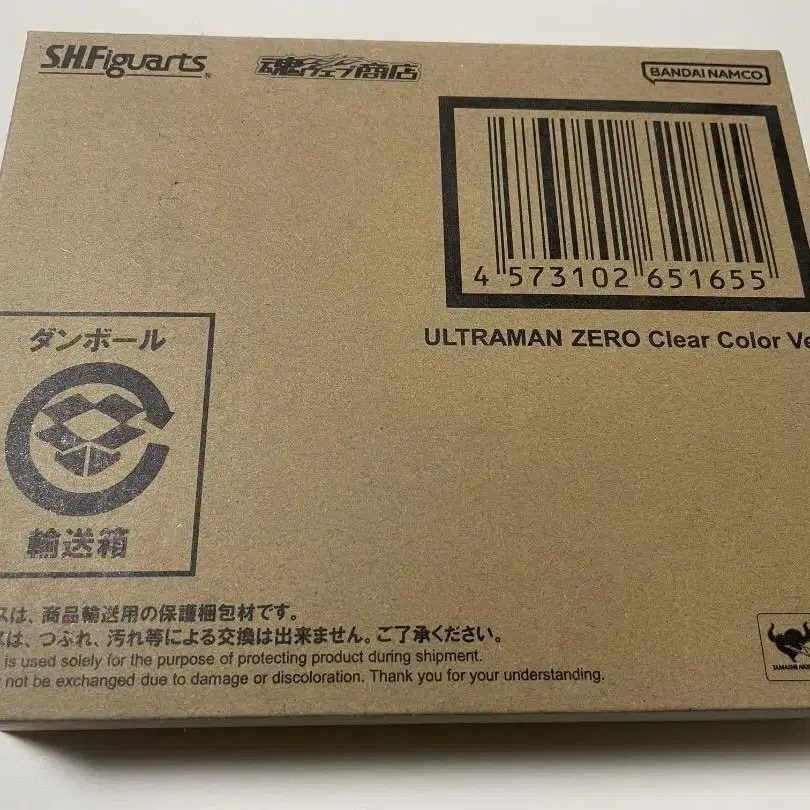 S.H.Figuarts
魂ウェブ商店
BANDAI NAMCO
4 573102 651655
ULTRAMAN ZERO Clear Color Ve
ダンボール
輸送箱
スは、商品輸送用の保護梱包材です。
スは、つぶれ、汚れ等による交換は出来ません。ご了承ください。
is used solely for the purpose of protecting product during shipment.
not be exchanged due to damage or discoloration. Thank you for your understanding.
TAMASHII